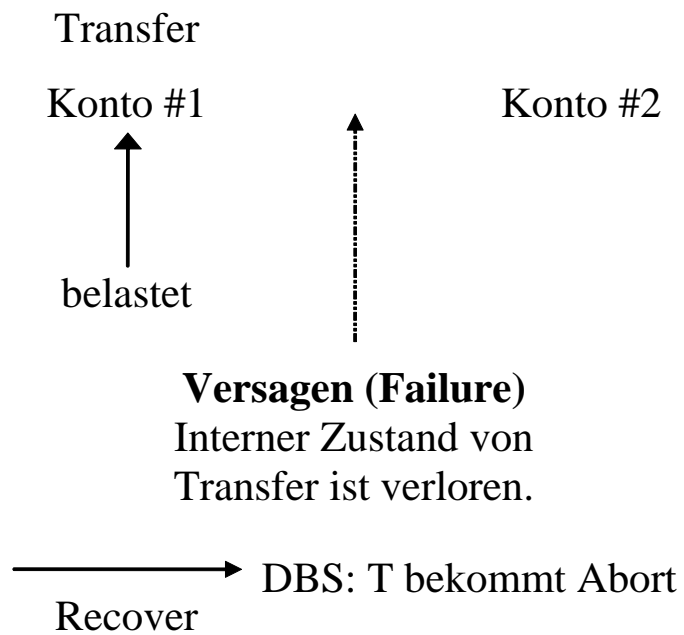 Transfer
Konto #1
Konto #2
belastet
Versagen (Failure)
Interner Zustand von
Transfer ist verloren.
DBS: T bekommt Abort
Recover